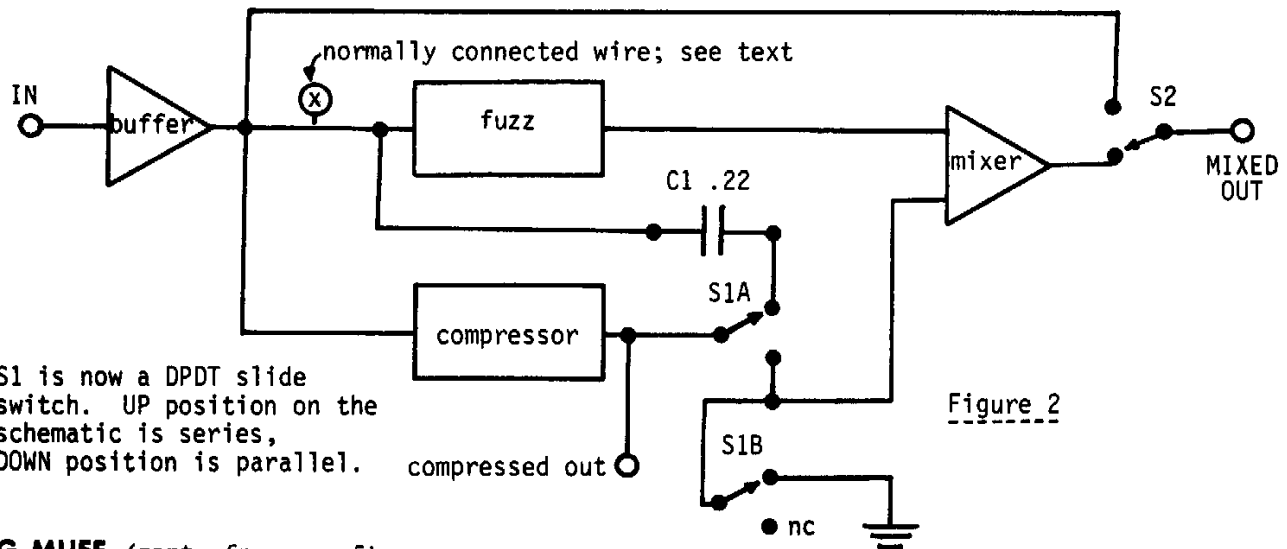 normally connected wire; see text
IN
X
S2
buffer
fuzz
mixer
MIXED
OUT
C1 .22
S1A
compressor
S1 is now a DPDT slide
switch. UP position on the
schematic is series,
DOWN position is parallel.
Figure 2
S1B
compressed out
nc